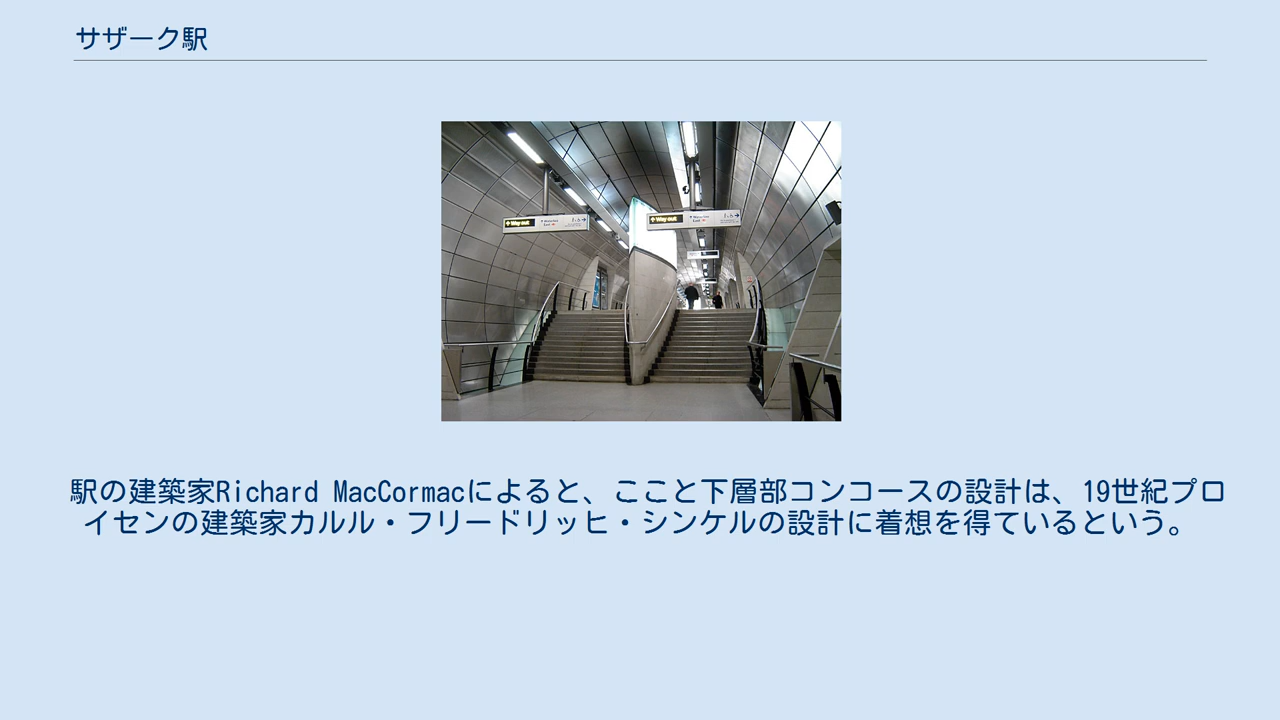 サザーク駅
Way out
Way out
駅の建築家Richard MacCormacによると、ここと下層部コンコースの設計は、19世紀プロ
イセンの建築家カルル・フリードリッヒ・シンケルの設計に着想を得ているという。